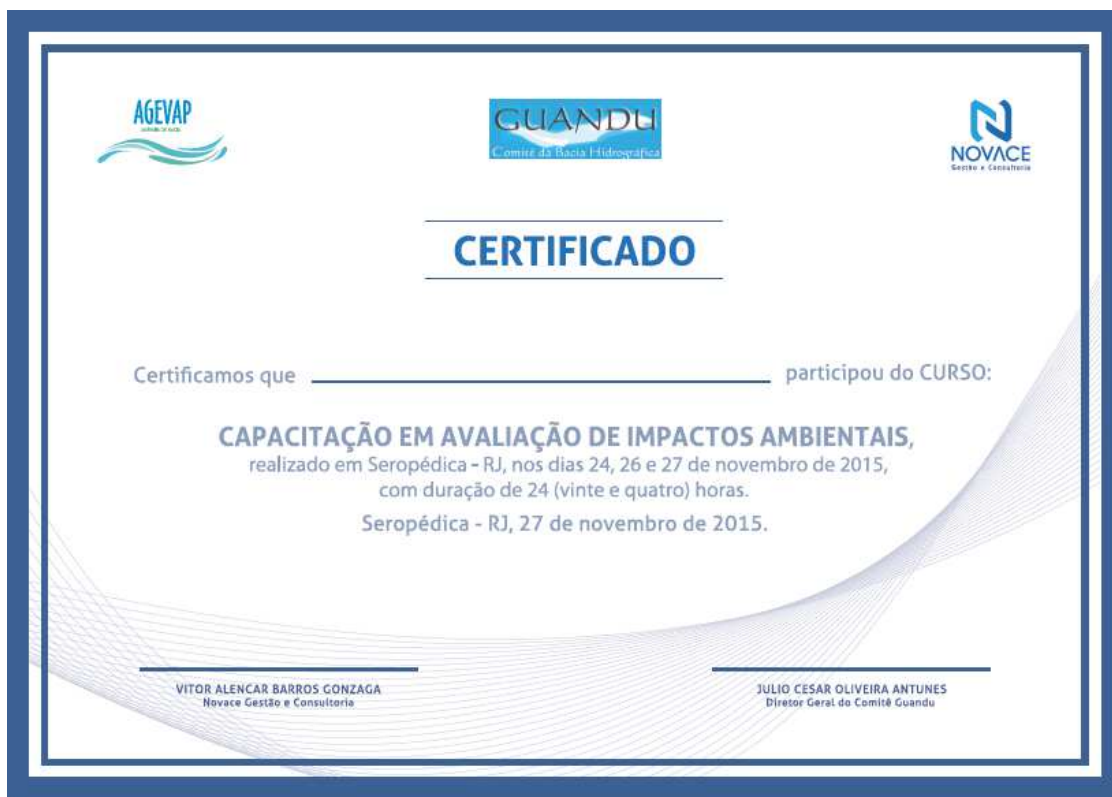 AGEVAP
GUANDU
Comitê da Bacia Hidrográfica
NOVACE
Gestão e Consultoria
CERTIFICADO
Certificamos que participou do CURSO:
CAPACITAÇÃO EM AVALIAÇÃO DE IMPACTOS AMBIENTAIS,
realizado em Seropédica - RJ, nos dias 24, 26 e 27 de novembro de 2015,
com duração de 24 (vinte e quatro) horas.
Seropédica - RJ, 27 de novembro de 2015.
VITOR ALENCAR BARROS GONZAGA
Novace Gestão e Consultoria
JULIO CESAR OLIVEIRA ANTUNES
Diretor Geral do Comitê Guandu